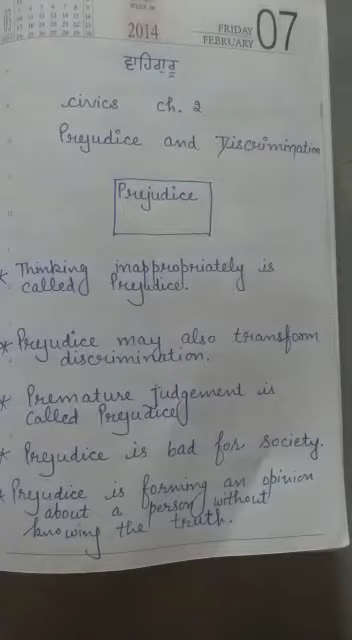 2014
FRIDAY
FEBRUARY
07
ਵਾਹਿਗੁਰੂ
civics ch. 2
Prejudice and Discrimination
Prejudice
* Thinking inappropriately is
called Prejudice.
* Prejudice may also transform
discrimination.
* Premature judgement is
called Prejudice
* Prejudice is bad for society.
* Prejudice is forming an opinion
about a person without
knowing the truth.